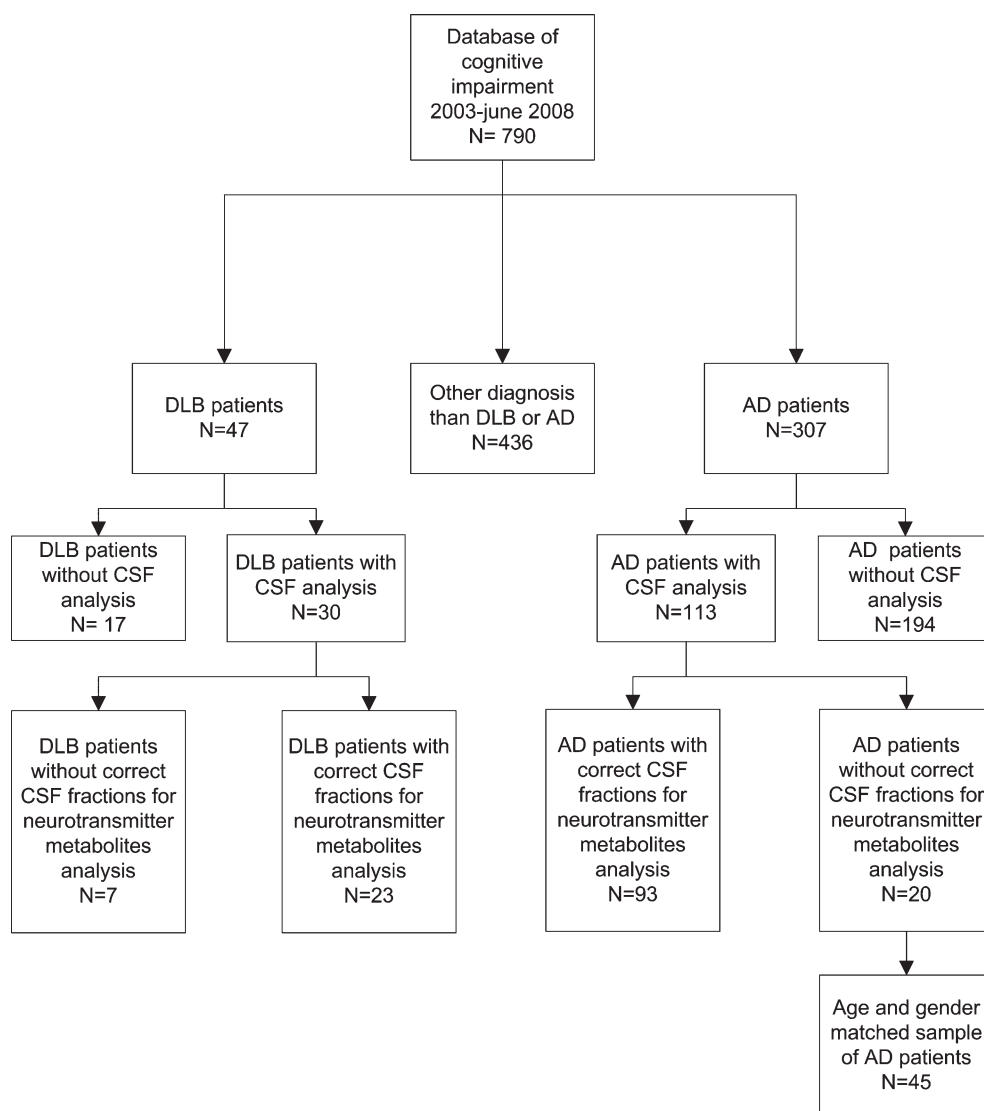 Database of
cognitive
impairment
2003-june 2008
N= 790
DLB patients
N=47
Other diagnosis
than DLB or AD
N=436
AD patients
N=307
DLB patients
without CSF
analysis
N= 17
DLB patients with
CSF analysis
N=30
AD patients with
CSF analysis
N=113
AD patients
without CSF
analysis
N=194
DLB patients
without correct
CSF fractions for
neurotransmitter
metabolites
analysis
N=7
DLB patients with
correct CSF
fractions for
neurotransmitter
metabolites
analysis
N=23
AD patients with
correct CSF
fractions for
neurotransmitter
metabolites
analysis
N=93
AD patients
without correct
CSF fractions for
neurotransmitter
metabolites
analysis
N=20
Age and gender
matched sample
of AD patients
N=45